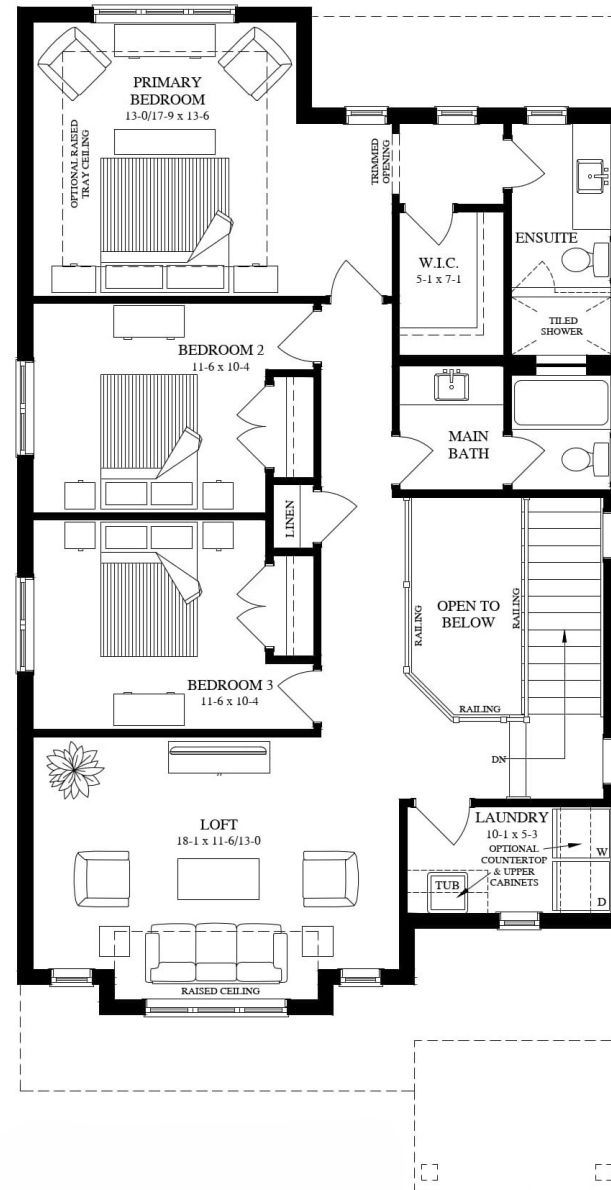 PRIMARY
BEDROOM
13-0/17-9 x 13-6
OPTIONAL RAISED
TRAY CEILING
TRIMMED
OPENING
W.I.C.
5-1 x 7-1
ENSUITE
TILED
SHOWER
BEDROOM 2
11-6 x 10-4
MAIN
BATH
LINEN
OPEN TO
BELOW
RAILING
RAILING
RAILING
BEDROOM 3
11-6 x 10-4
DN
LOFT
18-1 x 11-6/13-0
RAISED CEILING
LAUNDRY
10-1 x 5-3
OPTIONAL
COUNTERTOP
& UPPER
CABINETS
TUB
W
D